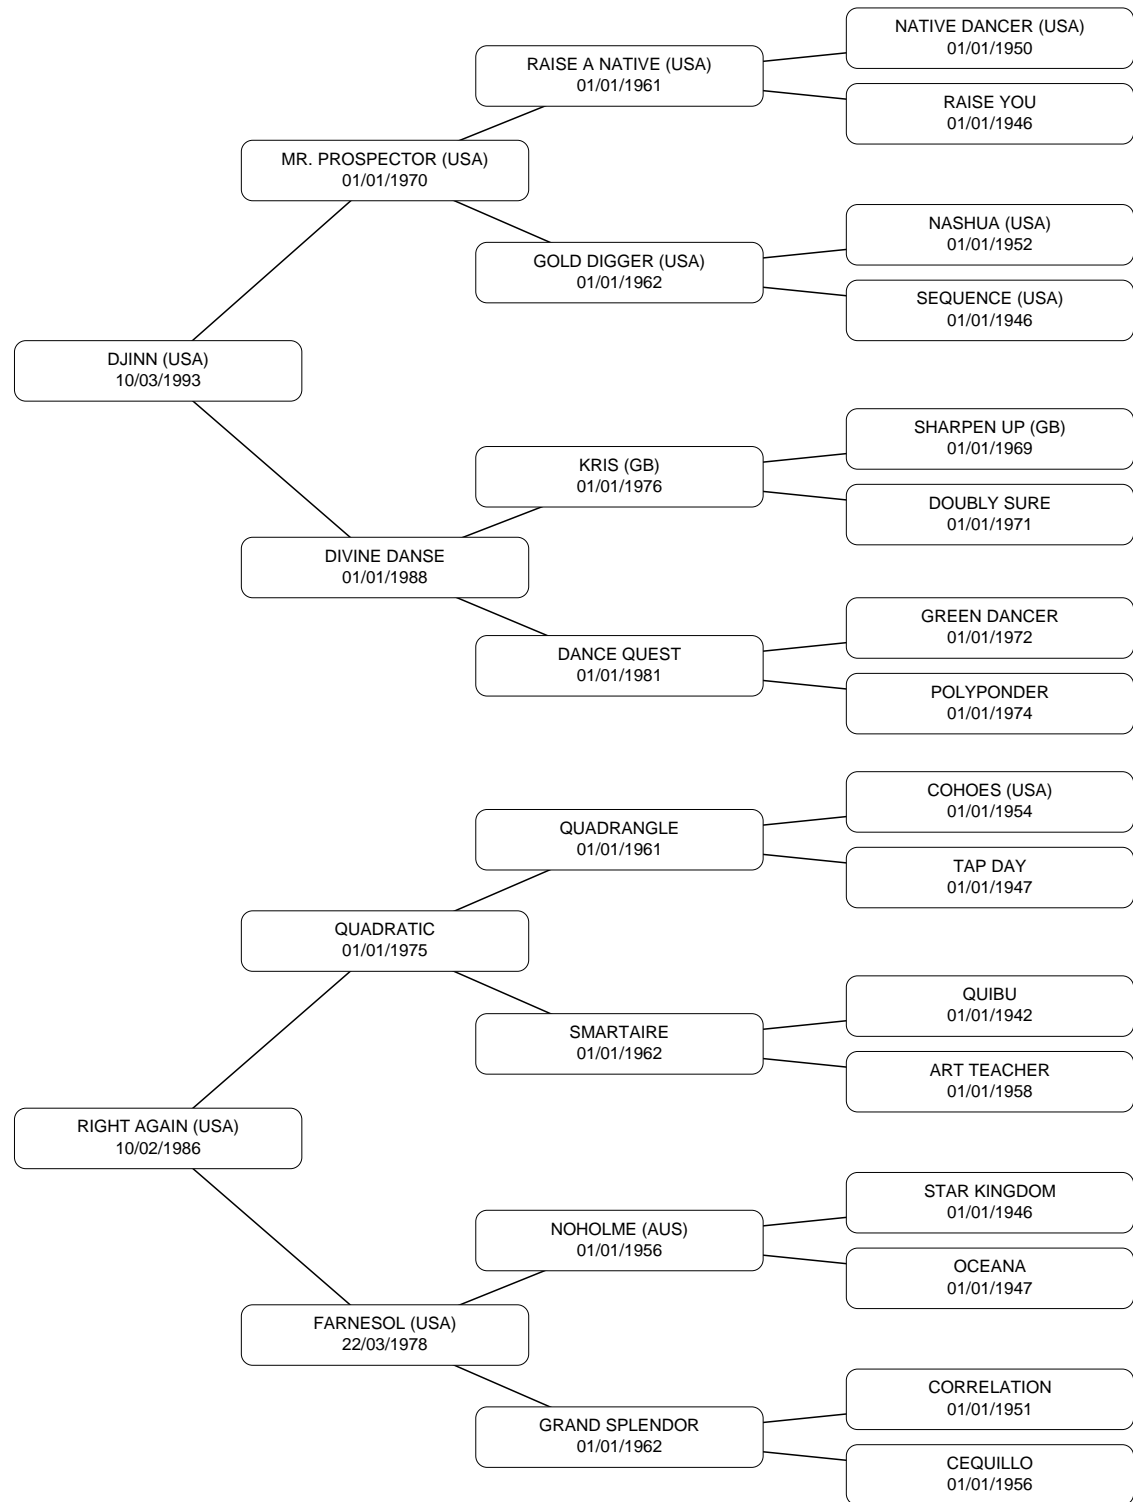 NATIVE DANCER (USA)
01/01/1950
RAISE A NATIVE (USA)
01/01/1961
RAISE YOU
01/01/1946
MR. PROSPECTOR (USA)
01/01/1970
NASHUA (USA)
01/01/1952
GOLD DIGGER (USA)
01/01/1962
SEQUENCE (USA)
01/01/1946
DJINN (USA)
10/03/1993
SHARPEN UP (GB)
01/01/1969
KRIS (GB)
01/01/1976
DOUBLY SURE
01/01/1971
DIVINE DANSE
01/01/1988
GREEN DANCER
01/01/1972
DANCE QUEST
01/01/1981
POLYPONDER
01/01/1974
COHOES (USA)
01/01/1954
QUADRANGLE
01/01/1961
TAP DAY
01/01/1947
QUADRATIC
01/01/1975
QUIBU
01/01/1942
SMARTAIRE
01/01/1962
ART TEACHER
01/01/1958
RIGHT AGAIN (USA)
10/02/1986
STAR KINGDOM
01/01/1946
NOHOLME (AUS)
01/01/1956
OCEANA
01/01/1947
FARNESOL (USA)
22/03/1978
CORRELATION
01/01/1951
GRAND SPLENDOR
01/01/1962
CEQUILLO
01/01/1956